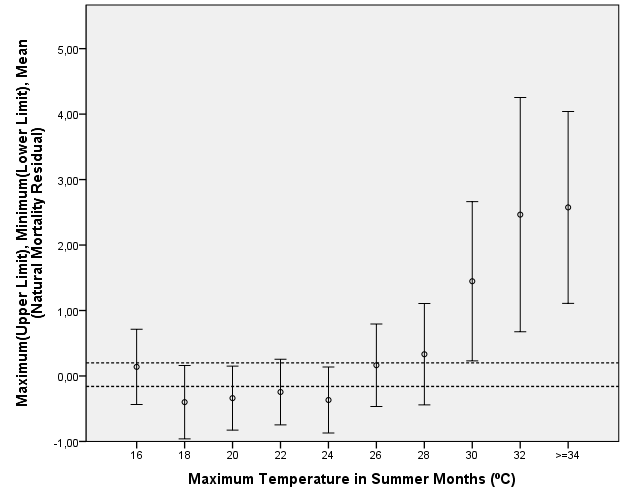 Maximum(Upper Limit), Minimum(Lower Limit), Mean
(Natural Mortality Residual)
5,00
4,00
3,00
2,00
1,00
0,00
-1,00
16 18 20 22 24 26 28 30 32 >=34
Maximum Temperature in Summer Months (ºC)